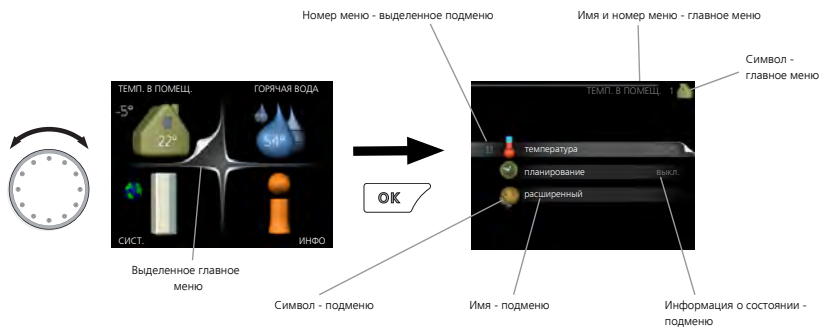 Номер меню - выделенное подменю
Имя и номер меню - главное меню
Символ -
главное меню
ТЕМП. В ПОМЕЩ.
ГОРЯЧАЯ ВОДА
-5°
22°
54°
СИСТ.
ИНФО
OK
ТЕМП. В ПОМЕЩ. 1
1.1 температура
планирование
выкл.
расширенный
Выделенное главное
меню
Символ - подменю
Имя - подменю
Информация о состоянии -
подменю